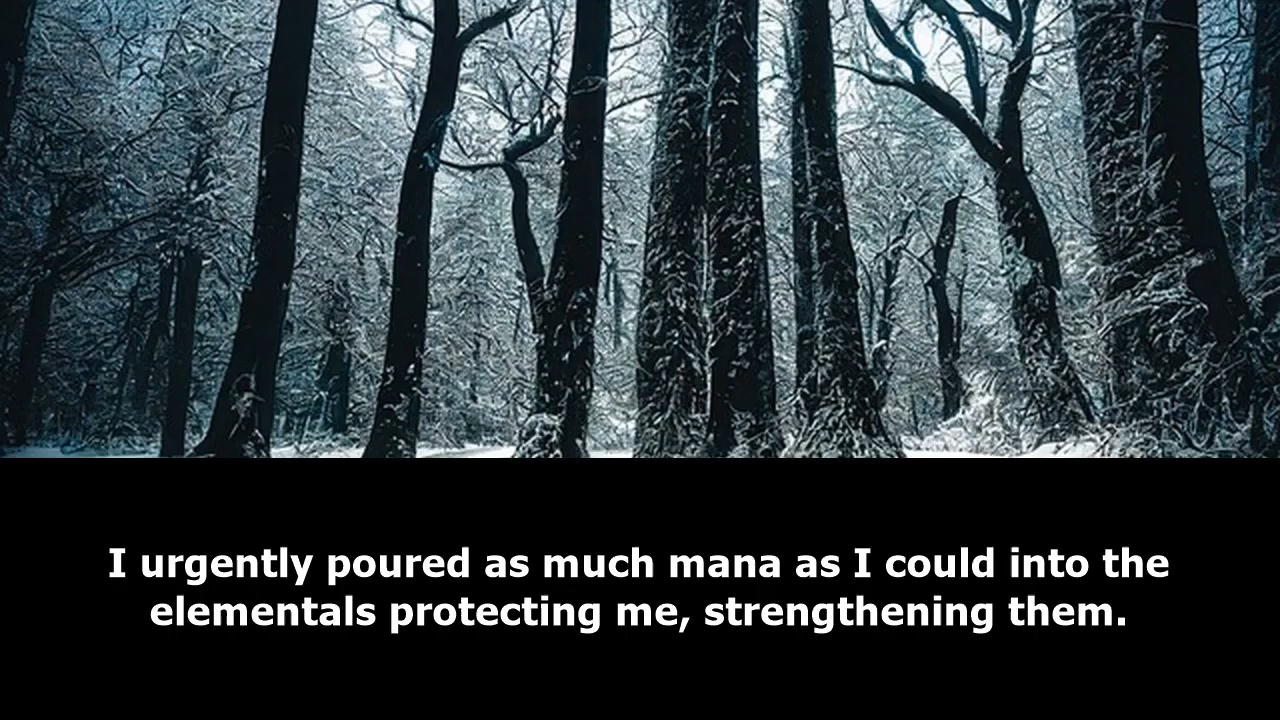 I urgently poured as much mana as I could into the
elementals protecting me, strengthening them.